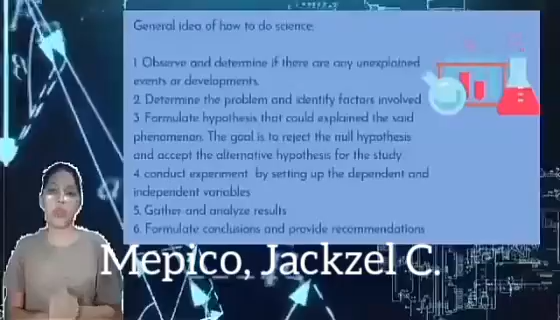 General idea of how to do science:
1. Observe and determine if there are any unexplained
events or developments.
2. Determine the problem and identify factors involved
3. Formulate hypothesis that could explained the said
phenomenon. The goal is to reject the null hypothesis
and accept the alternative hypothesis for the study
4. conduct experiment by setting up the dependent and
independent variables
5. Gather and analyze results
6. Formulate conclusions and provide recommendations
Mepico, Jackzel C.